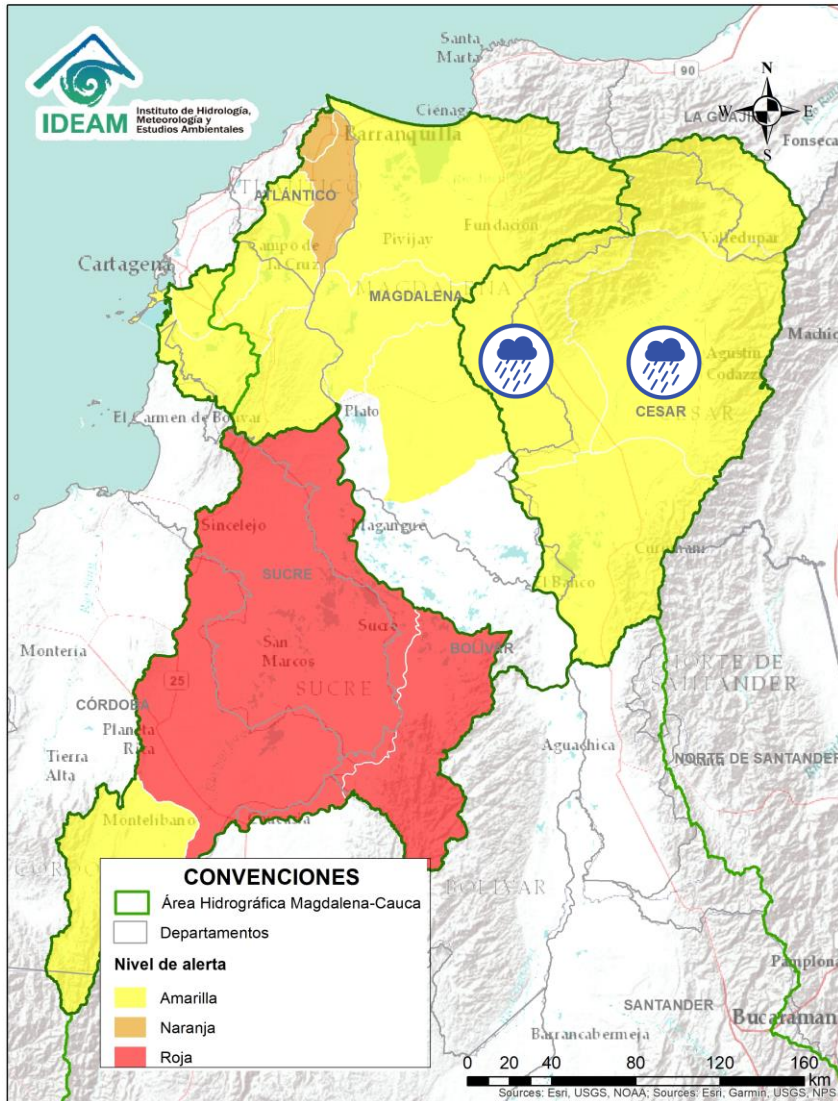 IDEAM
Instituto de Hidrología,
Meteorología y
Estudios Ambientales
Santa
Marta
90
N
W
E
S
Ciénaga
LA GUAJI
Fonseca
Barranquilla
ATLÁNTICO
Fundación
Valledupar
Pivijay
Campo de
la Cruz
Cartagena
MAGDALENA
Agustín
Codazzi
CESAR
El Carmen de Bolívar
Plato
Sincelejo
Magangue
SUCRE
El Banco
Sucre
San
Marcos
BOLÍVAR
SUCRE
Montería
25
NORTE DE
SANTANDER
CÓRDOBA
Planeta
Rica
Tierra
Alta
Aguachica
NORTE DE SANTANDER
Montelíbano
BOLÍVAR
CONVENCIONES
Área Hidrográfica Magdalena-Cauca
Departamentos
Nivel de alerta
Amarilla
Naranja
Roja
Pamplona
SANTANDER
Bucaraman
Barrancabermeja
0 20 40 80 120 160
km
Sources: Esri, USGS, NOAA; Sources: Esri, Garmin, USGS, NPS